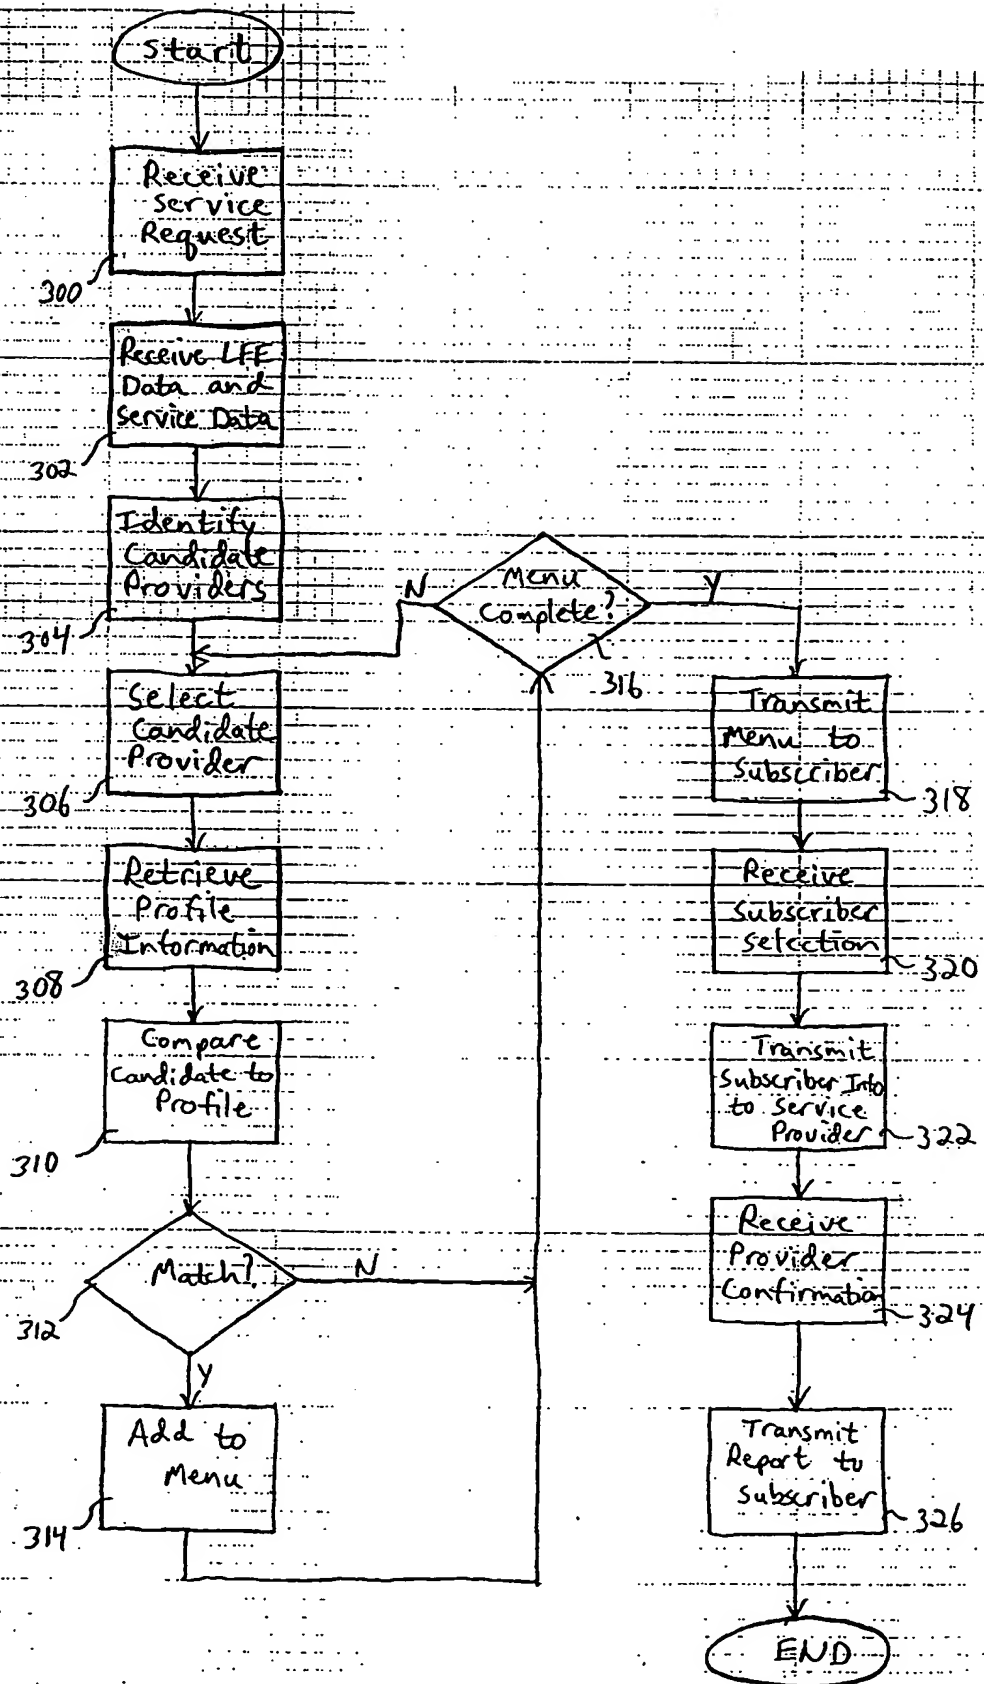 Start
Receive
Service
Request
300
Receive LFE
Data and
Service Data
302
Identify
Candidate
Providers
304
Select
Candidate
Provider
306
Retrieve
Profile
Information
308
Compare
Candidate to
Profile
310
Match?
N
312
Y
Add to
Menu
314
Menu
Complete?
N
Y
316
Transmit
Menu to
Subscriber
318
Receive
Subscriber
Selection
320
Transmit
Subscriber Info
to Service
Provider
322
Receive
Provider
Confirmation
324
Transmit
Report to
Subscriber
326
END